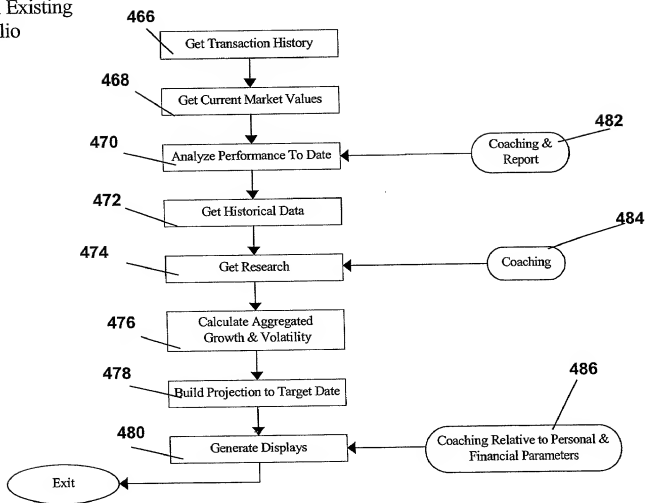 Existing
lio
466
Get Transaction History
468
Get Current Market Values
470
Analyze Performance To Date
482
Coaching &
Report
472
Get Historical Data
484
474
Get Research
Coaching
476
Calculate Aggregated
Growth & Volatility
478
Build Projection to Target Date
486
480
Generate Displays
Coaching Relative to Personal &
Financial Parameters
Exit